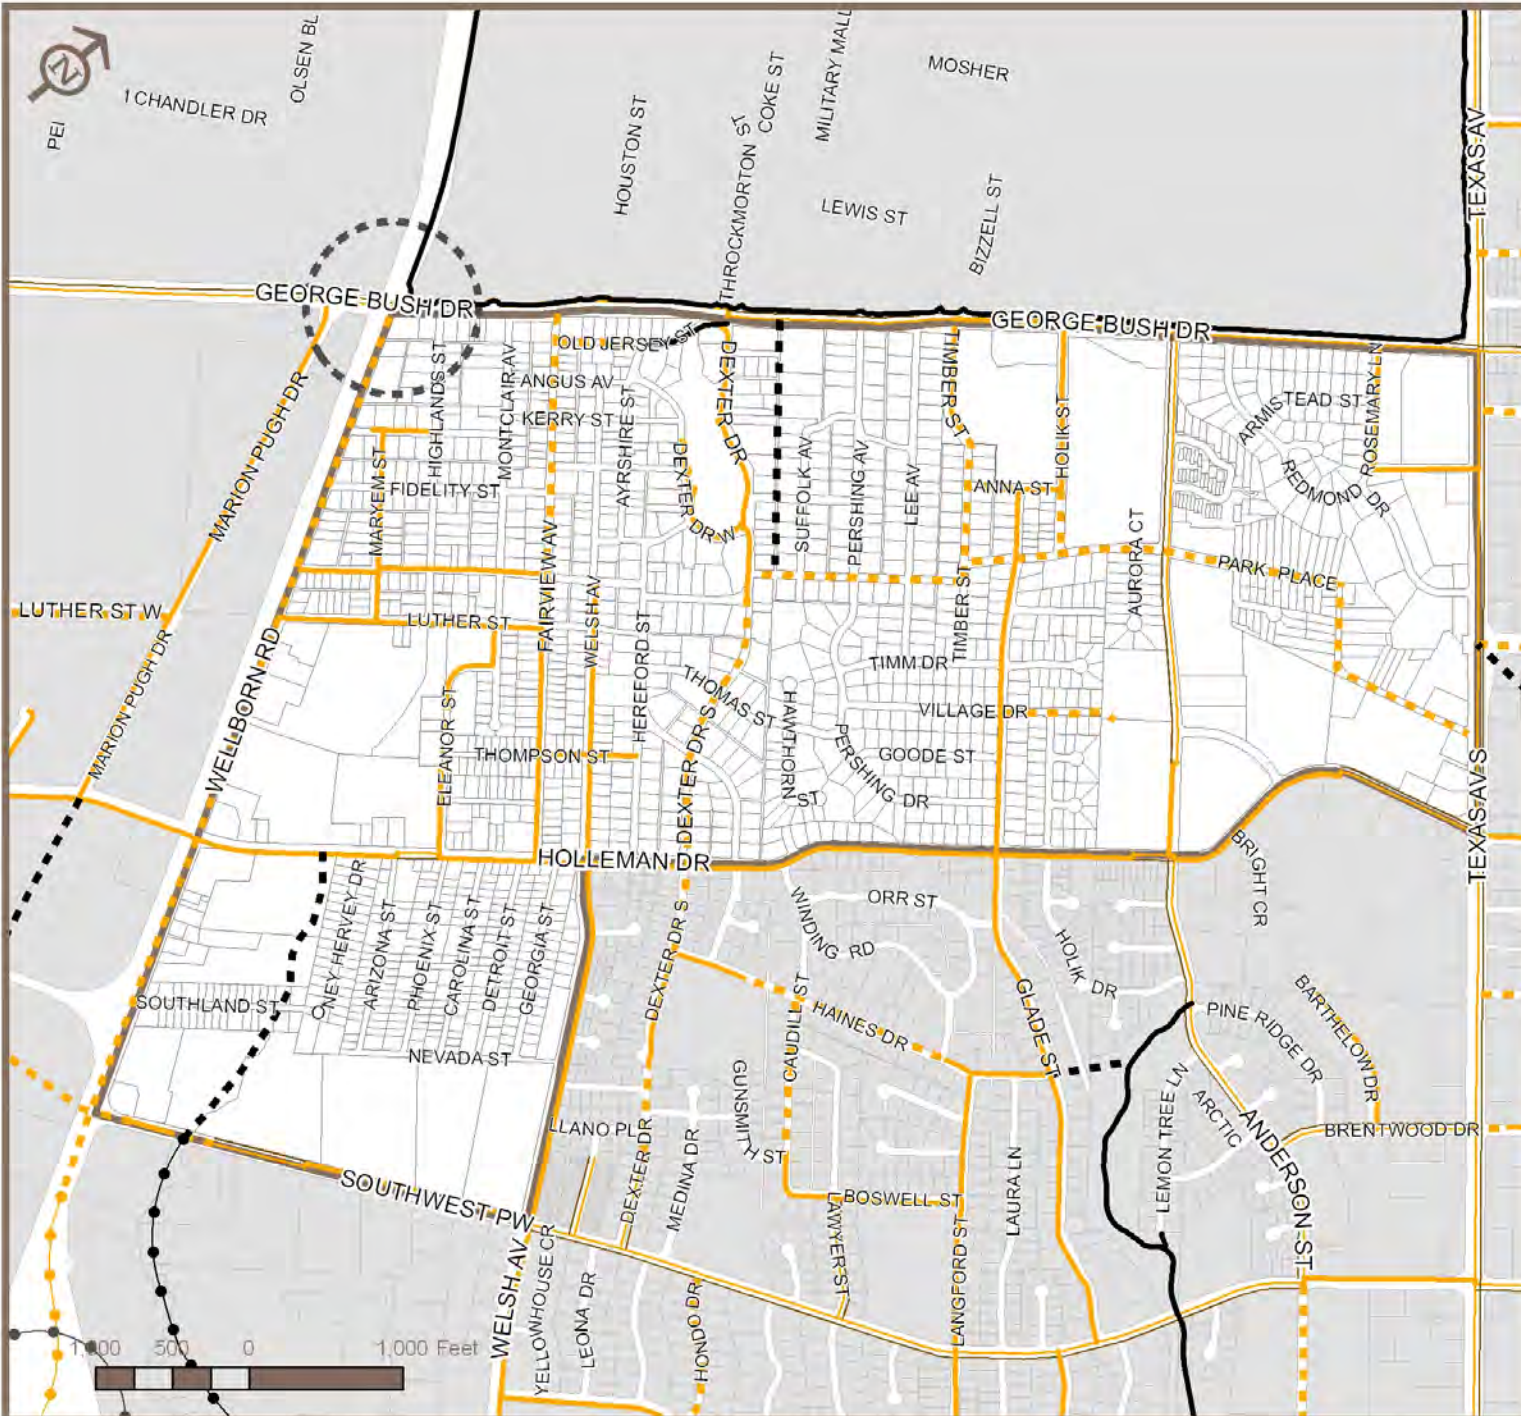 N
PEI
1 CHANDLER DR
OLSEN BL
HOUSTON ST
THROCKMORTON ST
COKE ST
MILITARY MALL
MOSHER
LEWIS ST
BIZZELL ST
TEXAS AV
GEORGE BUSH DR
GEORGE BUSH DR
OLD JERSEY ST
ANGUS AV
KERRY ST
HIGHLANDS ST
MONTCLAIR AV
AYRSHIRE ST
DEXTER DR
DEXTER DR W
SUFFOLK AV
PERSHING AV
LEE AV
TIMBER ST
HOLIK ST
ANNA ST
ARMISTEAD ST
ROSEMARY LN
REDMOND DR
MARION PUGH DR
MARYEM ST
FIDELITY ST
FAIRVIEW AV
WELSH AV
AURORA CT
PARK PLACE
LUTHER ST W
LUTHER ST
HEREFORD ST
TIMBER ST
TIMM DR
THOMAS ST
HAWTHORN ST
VILLAGE DR
GOODE ST
PERSHING DR
MARION PUGH DR
WELLBORN RD
ELEANOR ST
THOMPSON ST
DEXTER DR S
TEXAS AV S
HOLLEMAN DR
BRIGHT CR
ORR ST
WINDING RD
HOLIK DR
ONEY HERVEY DR
ARIZONA ST
PHOENIX ST
CAROLINA ST
DETROIT ST
GEORGIA ST
DEXTER DR S
CAUDILL ST
HAINES DR
GLADE ST
PINE RIDGE DR
BARTHELOW DR
SOUTHLAND ST
NEVADA ST
GUNSMITH ST
LEMON TREE LN
ARCTIC
ANDERSON ST
BRENTWOOD DR
LLANO PL
DEXTER DR
MEDINA DR
BOSWELL ST
LAWYER ST
LANGFORD ST
LAURA LN
SOUTHWEST PW
WELSH AV
YELLOWHOUSE CR
LEONA DR
HONDO DR
1,000 500 0 1,000 Feet